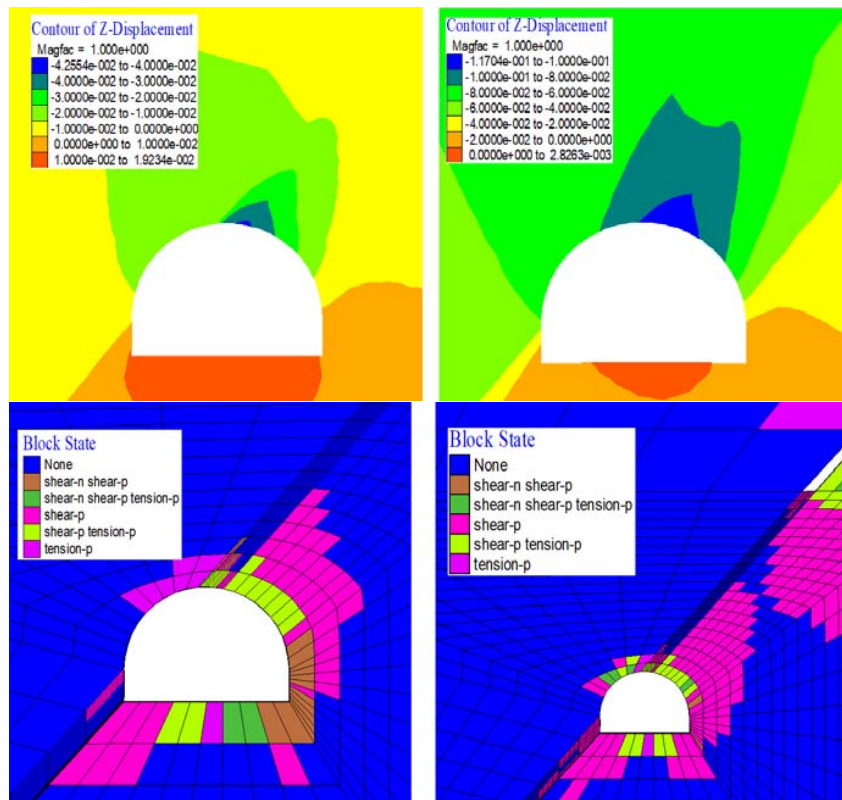 Contour of Z-Displacement
Magfac = 1.000e+000
-4.2554e-002 to -4.0000e-002
-4.0000e-002 to -3.0000e-002
-3.0000e-002 to -2.0000e-002
-2.0000e-002 to -1.0000e-002
-1.0000e-002 to 0.0000e+000
0.0000e+000 to 1.0000e-002
1.0000e-002 to 1.9234e-002
Contour of Z-Displacement
Magfac = 1.000e+000
-1.1704e-001 to -1.0000e-001
-1.0000e-001 to -8.0000e-002
-8.0000e-002 to -6.0000e-002
-6.0000e-002 to -4.0000e-002
-4.0000e-002 to -2.0000e-002
-2.0000e-002 to 0.0000e+000
0.0000e+000 to 2.8263e-003
Block State
None
shear-n shear-p
shear-n shear-p tension-p
shear-p
shear-p tension-p
tension-p
Block State
None
shear-n shear-p
shear-n shear-p tension-p
shear-p
shear-p tension-p
tension-p